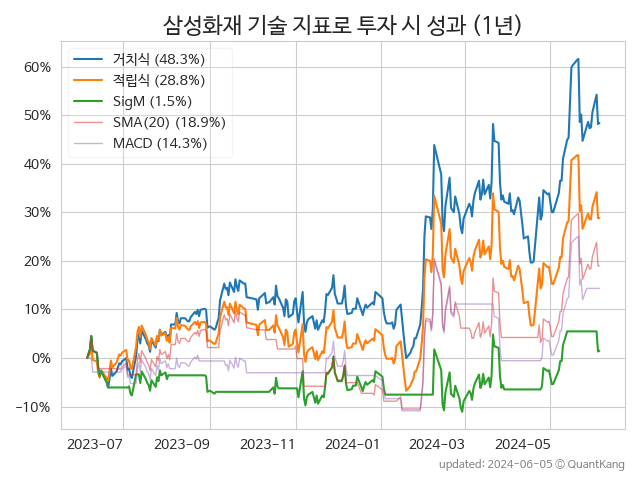 삼성화재 기술 지표로 투자 시 성과 (1년)
거치식 (48.3%)
적립식 (28.8%)
SigM (1.5%)
SMA(20) (18.9%)
MACD (14.3%)
60%
50%
40%
30%
20%
10%
0%
−10%
2023-07 2023-09 2023-11 2024-01 2024-03 2024-05
updated: 2024-06-05 ⓒ QuantKang